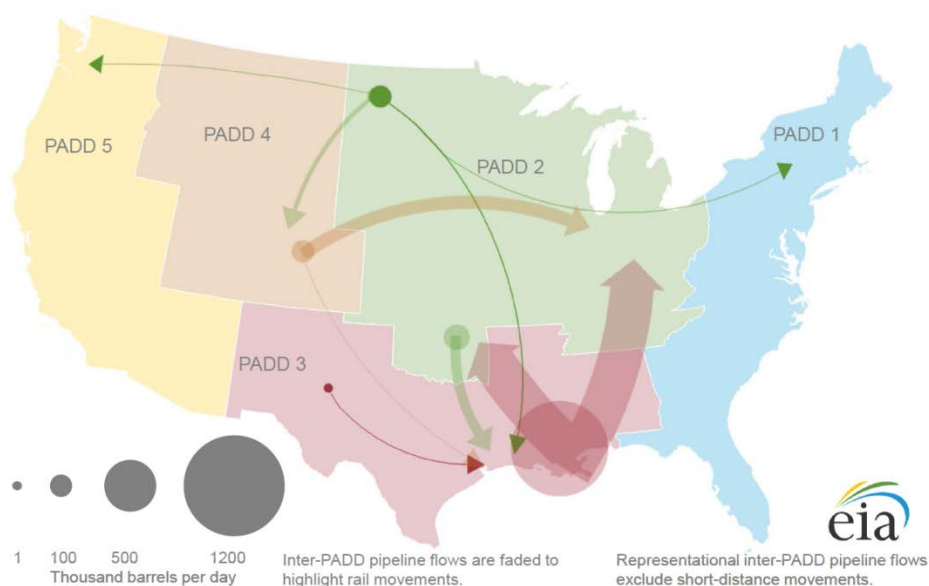 PADD 5
PADD 4
PADD 2
PADD 1
PADD 3
1 100 500 1200
Thousand barrels per day
Inter-PADD pipeline flows are faded to
highlight rail movements.
eia
Representational inter-PADD pipeline flows
exclude short-distance movements.